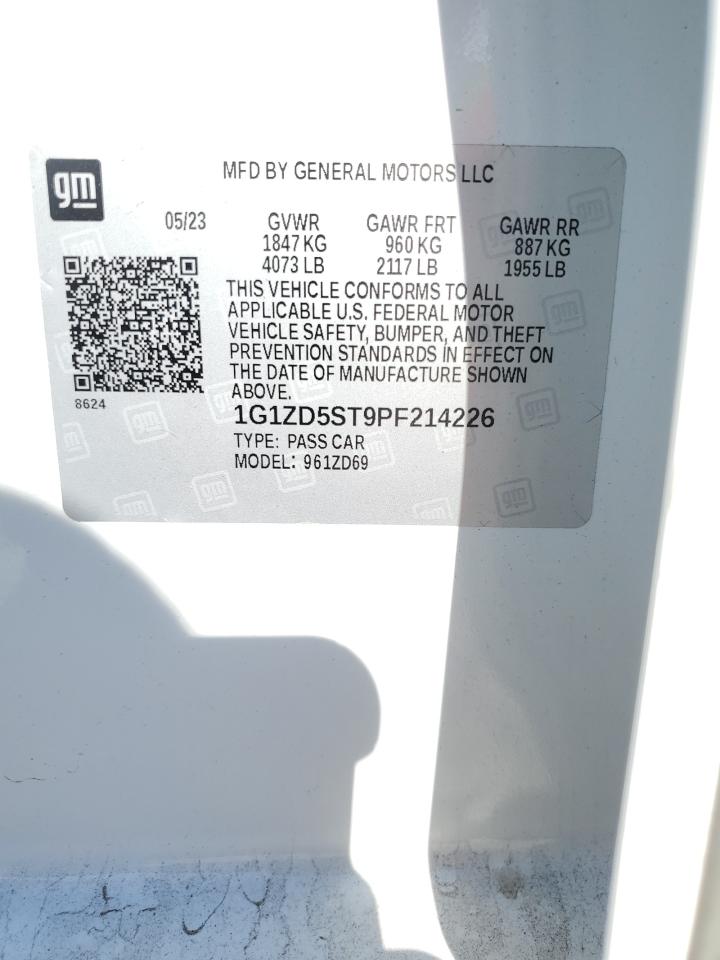 gm
MFD BY GENERAL MOTORS LLC
05/23 GVWR GAWR FRT GAWR RR
1847 KG 960 KG 887 KG
4073 LB 2117 LB 1955 LB
THIS VEHICLE CONFORMS TO ALL
APPLICABLE U.S. FEDERAL MOTOR
VEHICLE SAFETY, BUMPER, AND THEFT
PREVENTION STANDARDS IN EFFECT ON
THE DATE OF MANUFACTURE SHOWN
ABOVE.
8624
1G1ZD5ST9PF214226
TYPE: PASS CAR
MODEL: 961ZD69